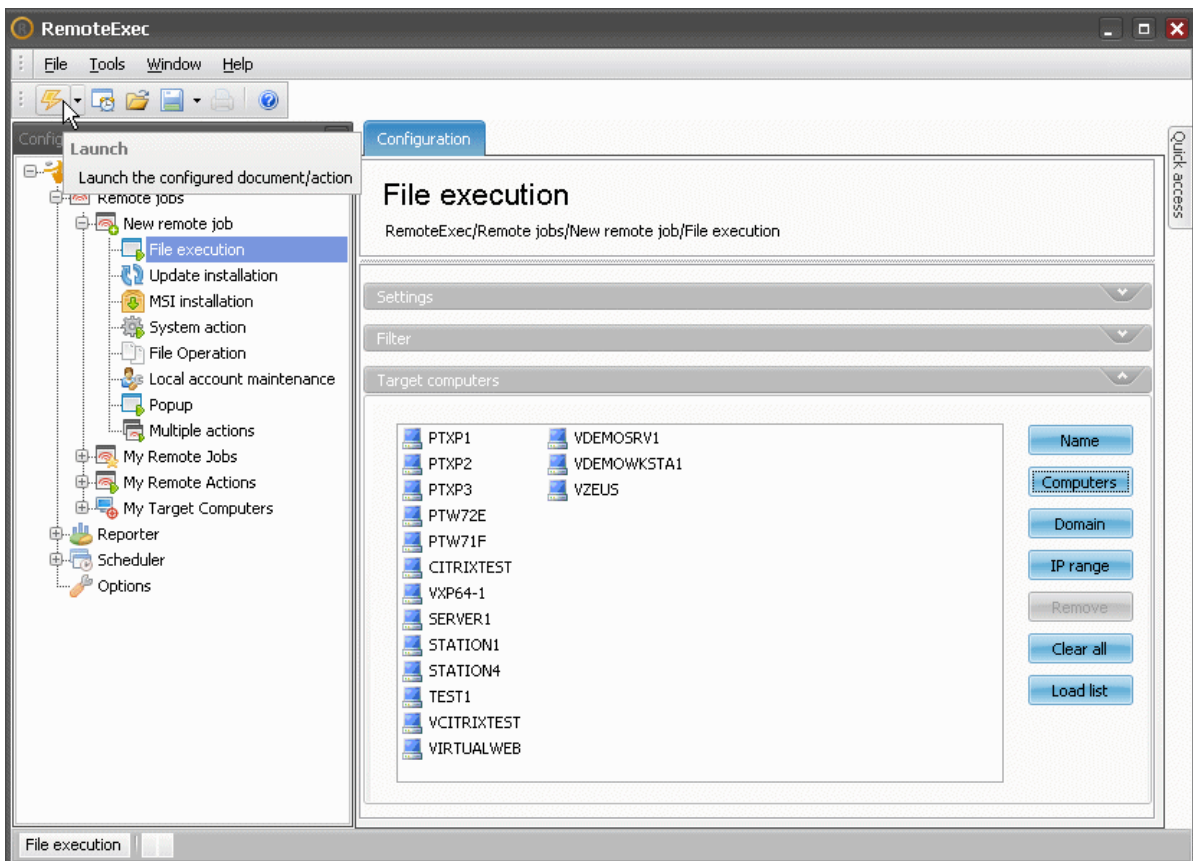 RemoteExec
File Tools Window Help
Config
Launch
Launch the configured document/action
Remote jobs
New remote job
File execution
Update installation
MSI installation
System action
File Operation
Local account maintenance
Popup
Multiple actions
My Remote Jobs
My Remote Actions
My Target Computers
Reporter
Scheduler
Options
Configuration
File execution
RemoteExec/Remote jobs/New remote job/File execution
Settings
Filter
Target computers
PTXP1
PTXP2
PTXP3
PTW72E
PTW71F
CITRIXTEST
VXP64-1
SERVER1
STATION1
STATION4
TEST1
VCITRIXTEST
VIRTUALWEB
VDEMOSRV1
VDEMOWKSTA1
VZEUS
Name
Computers
Domain
IP range
Remove
Clear all
Load list
Quick access
File execution